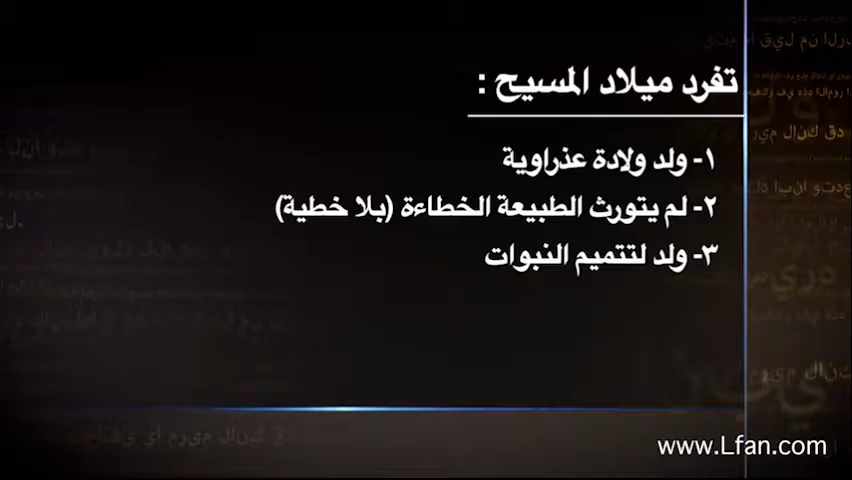 تفرد ميلاد المسيح :
١- ولد ولادة عذراوية
٢- لم يتورث الطبيعة الخطاءة (بلا خطية)
٣- ولد لتتميم النبوات
www.Lfan.com